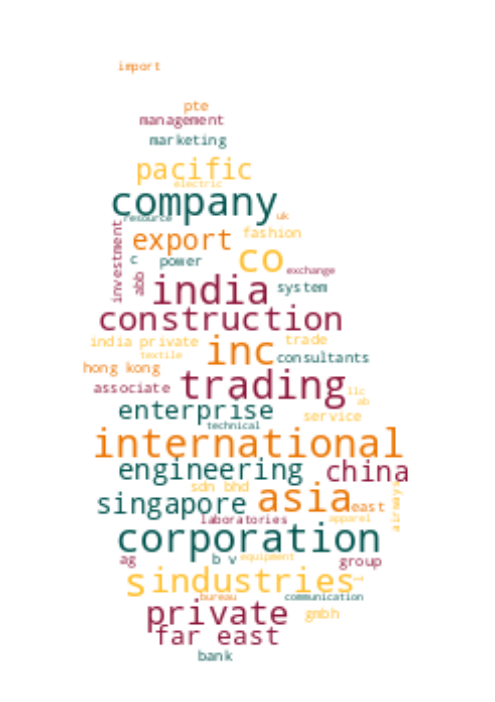 import
pte
management
marketing
pacific
electric
company
resource
uk
investment
export
fashion
c
power
co
exchange
abb
india
system
construction
india private
inc
trade
textile
consultants
hong kong
associate
trading
llc
ab
enterprise
service
technical
international
engineering
china
sdn bhd
singapore
asia
east
airways
laboratories
apparel
corporation
ag
b v
equipment
group
s
industries
bureau
communication
private
gmbh
far east
bank